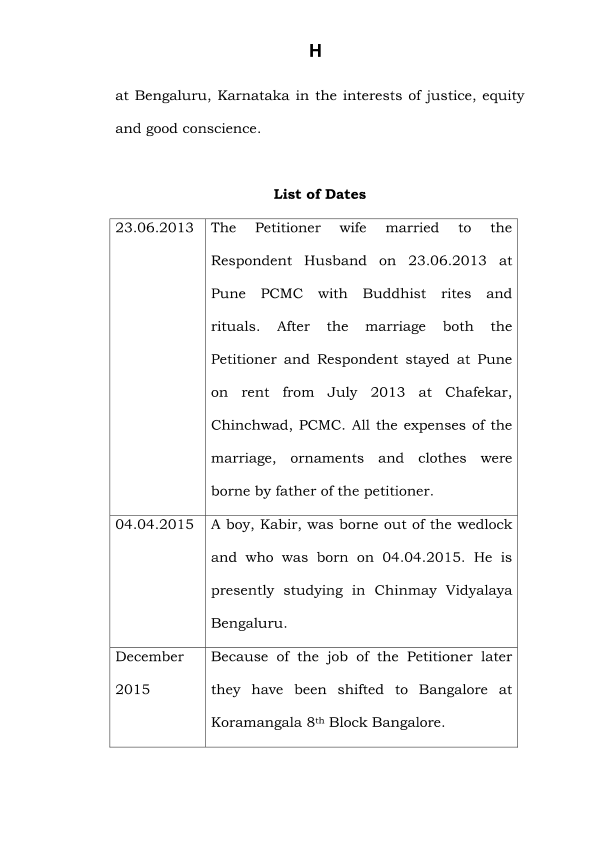 H
at Bengaluru, Karnataka in the interests of justice, equity
and good conscience.
List of Dates
23.06.2013
The Petitioner wife married to the
Respondent Husband on 23.06.2013 at
Pune PCMC with Buddhist rites and
rituals. After the marriage both the
Petitioner and Respondent stayed at Pune
on rent from July 2013 at Chafekar,
Chinchwad, PCMC. All the expenses of the
marriage, ornaments and clothes were
borne by father of the petitioner.
04.04.2015
A boy, Kabir, was borne out of the wedlock
and who was born on 04.04.2015. He is
presently studying in Chinmay Vidyalaya
Bengaluru.
December
2015
Because of the job of the Petitioner later
they have been shifted to Bangalore at
Koramangala 8th Block Bangalore.